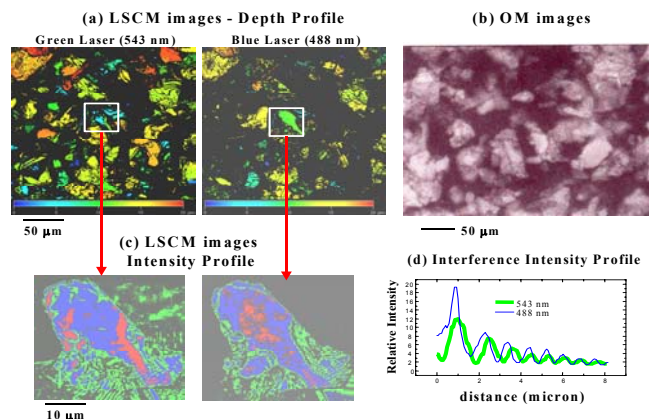 (a) LSCM images - Depth Profile
(b) OM images
Green Laser (543 nm)
Blue Laser (488 nm)
50 μm
50 μm
(c) LSCM images
Intensity Profile
10 μm
(d) Interference Intensity Profile
Relative Intensity
20
18
16
14
12
10
8
6
4
2
0
543 nm
488 nm
0 2 4 6 8
distance (micron)